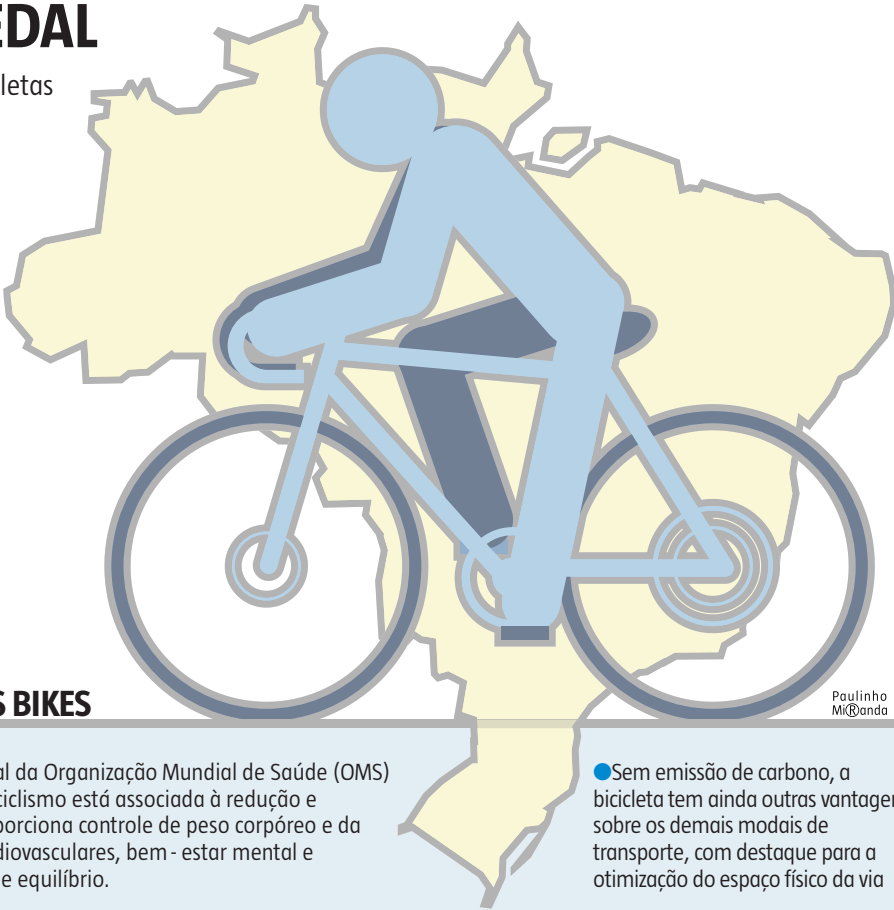 EDAL
letas
S BIKES
Paulinho
MiRanda
al da Organização Mundial de Saúde (OMS)
ciclismo está associada à redução e
porciona controle de peso corpóreo e da
diovasculares, bem - estar mental e
e equilíbrio.
Sem emissão de carbono, a
bicicleta tem ainda outras vantagen
sobre os demais modais de
transporte, com destaque para a
otimização do espaço físico da via